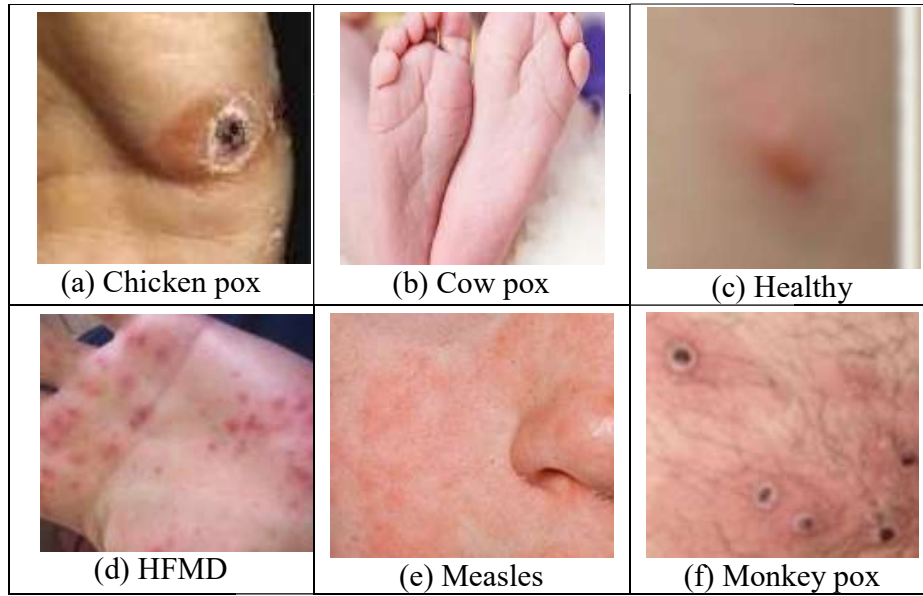 (a) Chicken pox
(b) Cow pox
(c) Healthy
(d) HFMD
(e) Measles
(f) Monkey pox